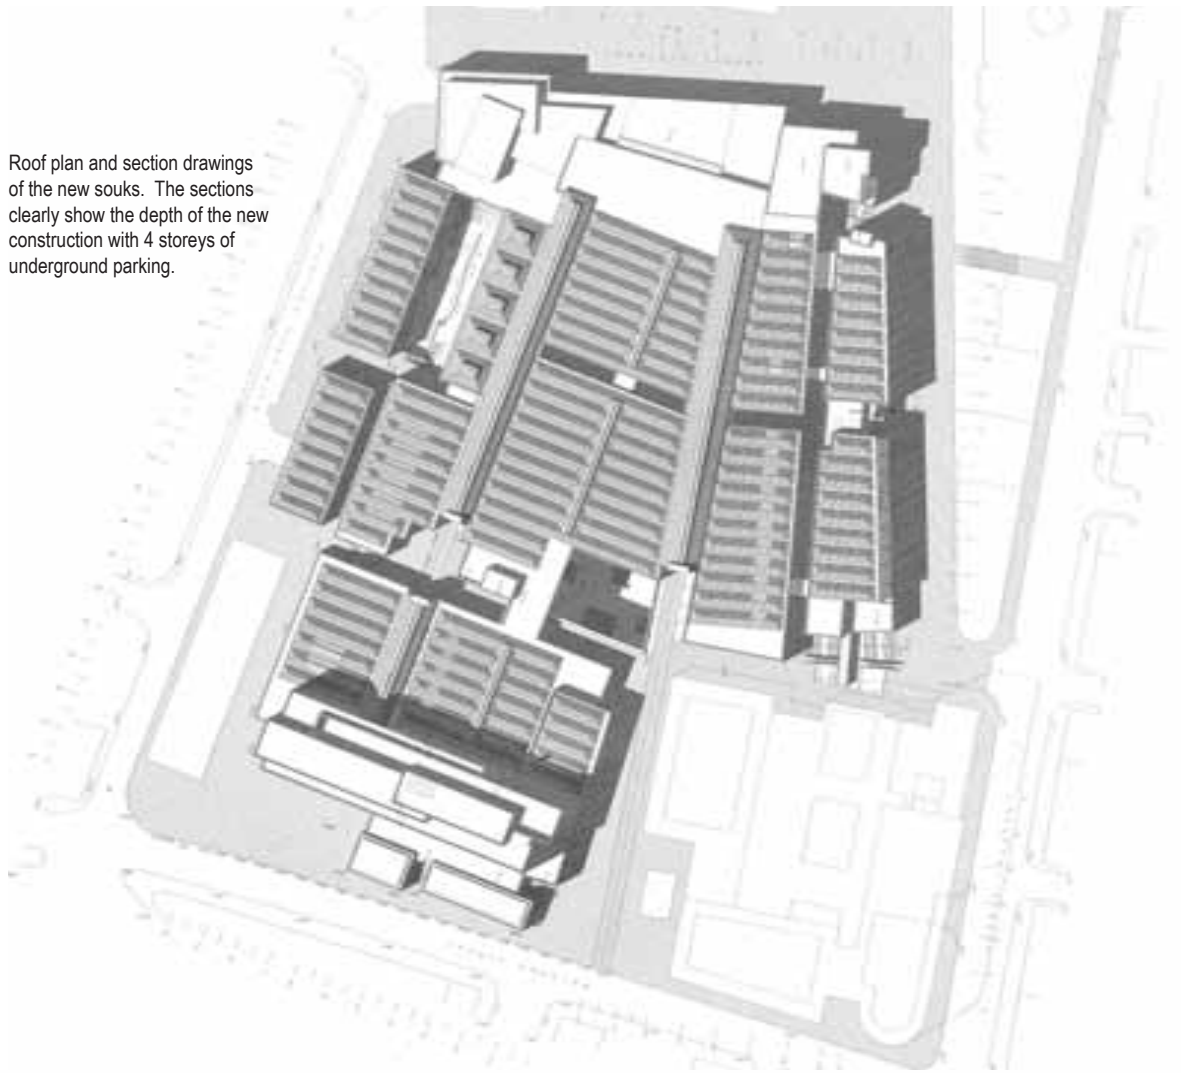 Roof plan and section drawings
of the new souks. The sections
clearly show the depth of the new
construction with 4 storeys of
underground parking.